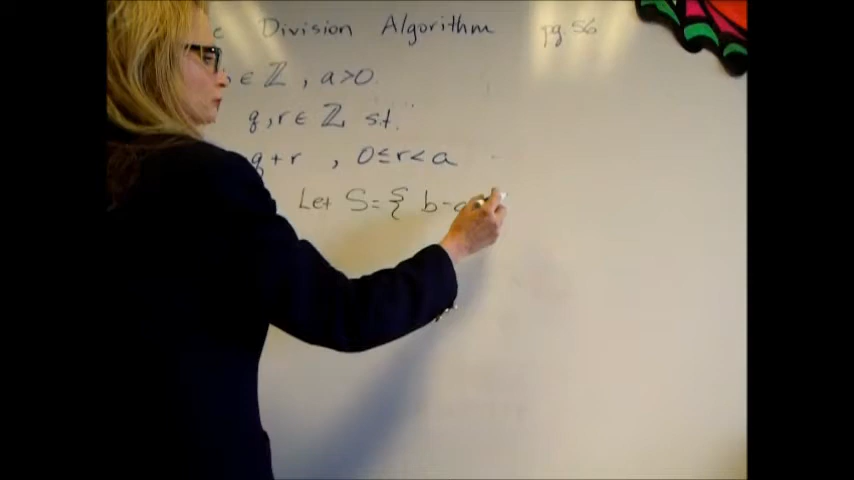 Division Algorithm pg. 56
∈ ℤ, a>0
q, r ∈ ℤ s.t.
q + r , 0≤r<a
Let S = { b-a